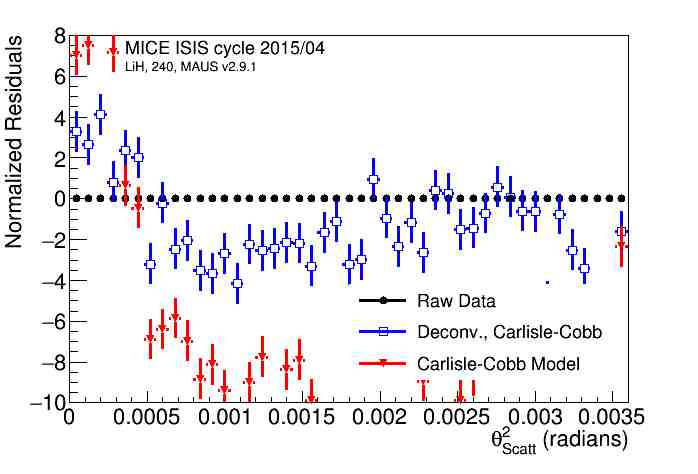 MICE ISIS cycle 2015/04
LiH, 240, MAUS v2.9.1
Normalized Residuals
8
6
4
2
0
−2
−4
−6
−8
−10
Raw Data
Deconv., Carlisle-Cobb
Carlisle-Cobb Model
0 0.0005 0.001 0.0015 0.002 0.0025 0.003 0.0035
θ²Scatt (radians)